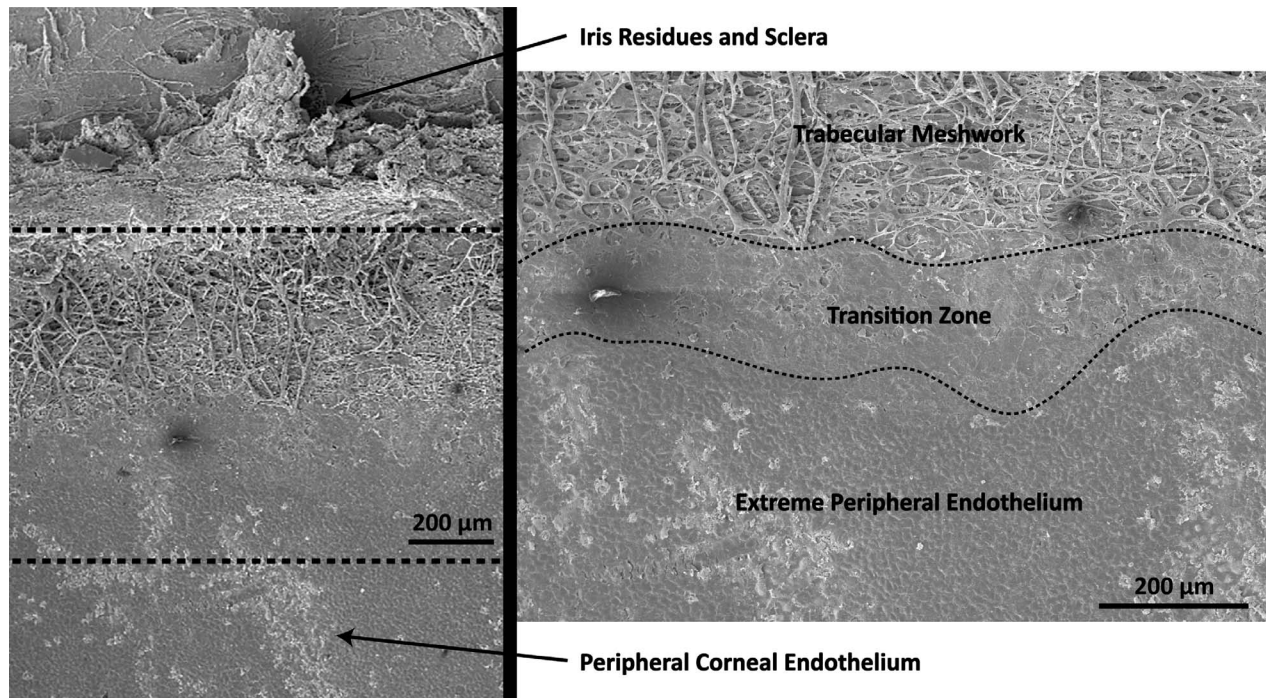 Iris Residues and Sclera
Trabecular Meshwork
Transition Zone
200 µm
Extreme Peripheral Endothelium
200 µm
Peripheral Corneal Endothelium